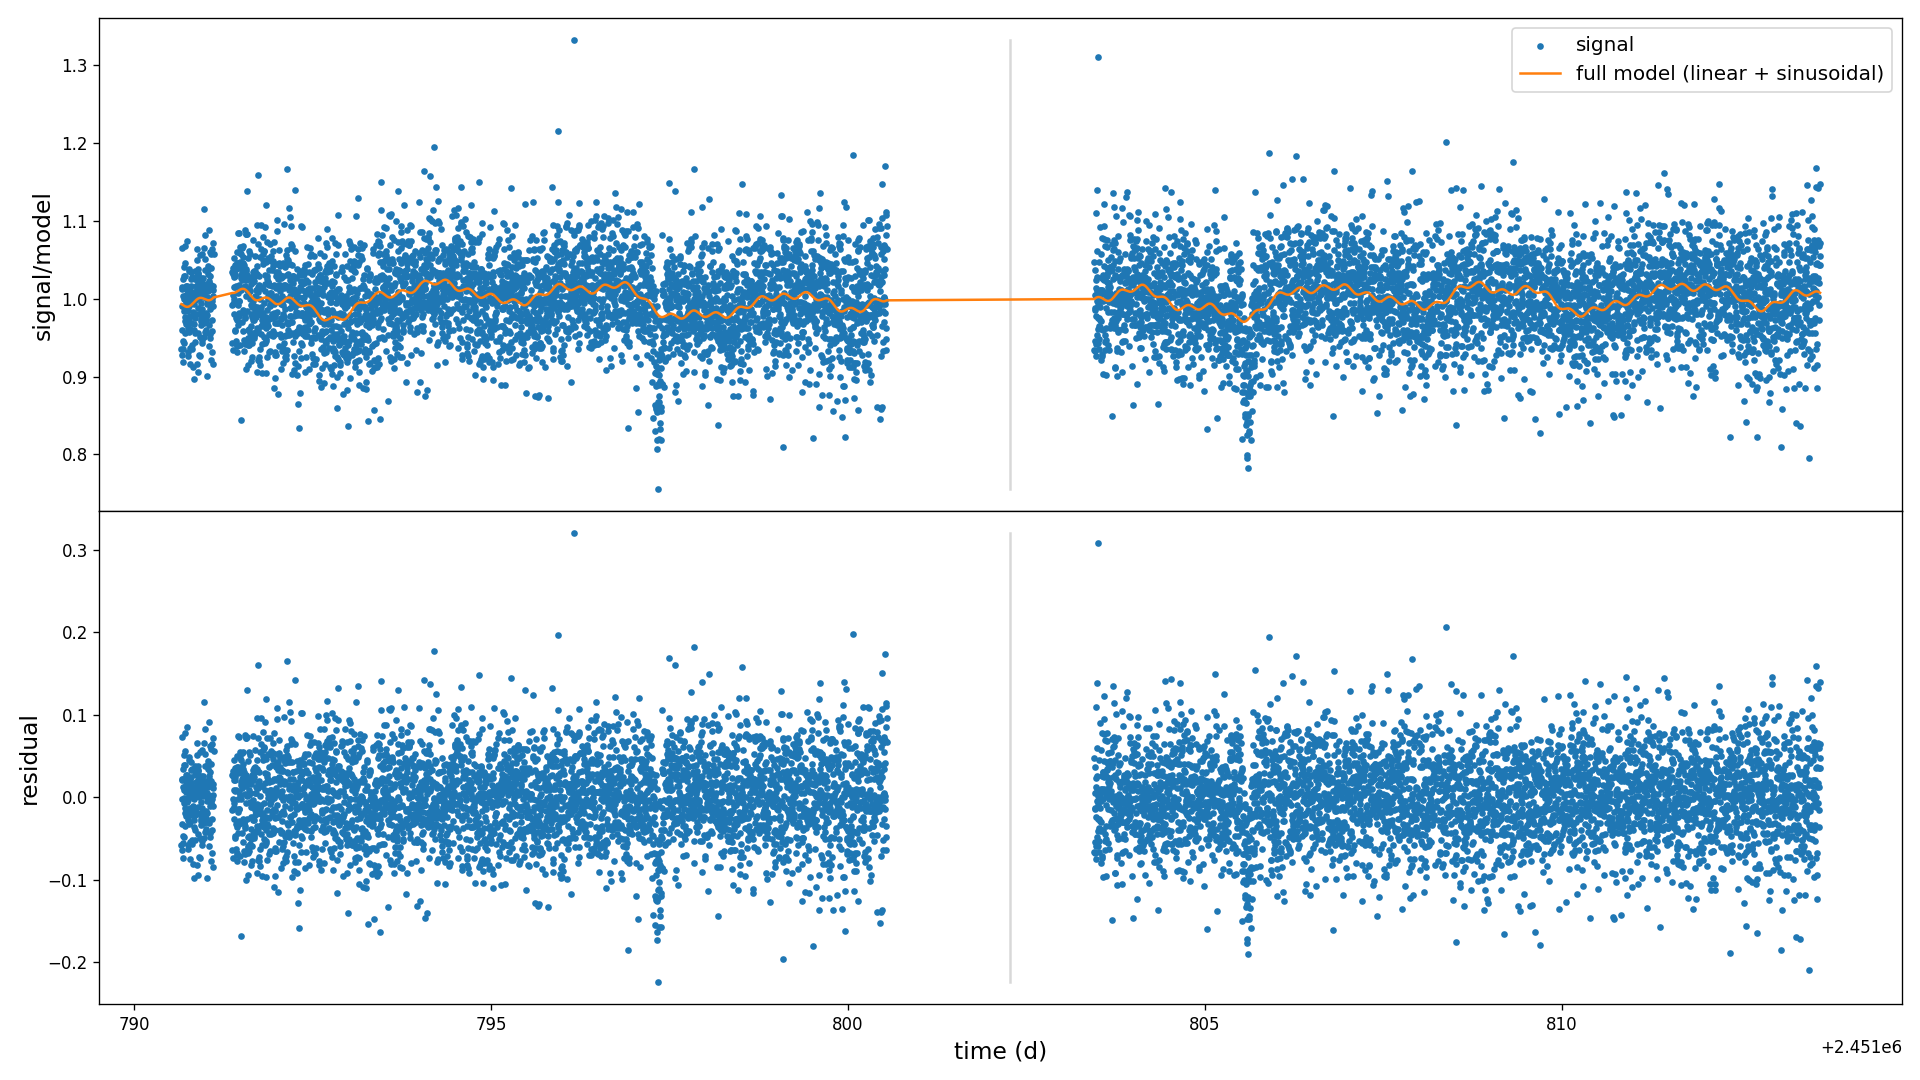 signal
full model (linear + sinusoidal)
1.3
1.2
1.1
1.0
0.9
0.8
signal/model
0.3
0.2
0.1
0.0
−0.1
−0.2
residual
790
795
800
805
810
time (d)
+2.451e6